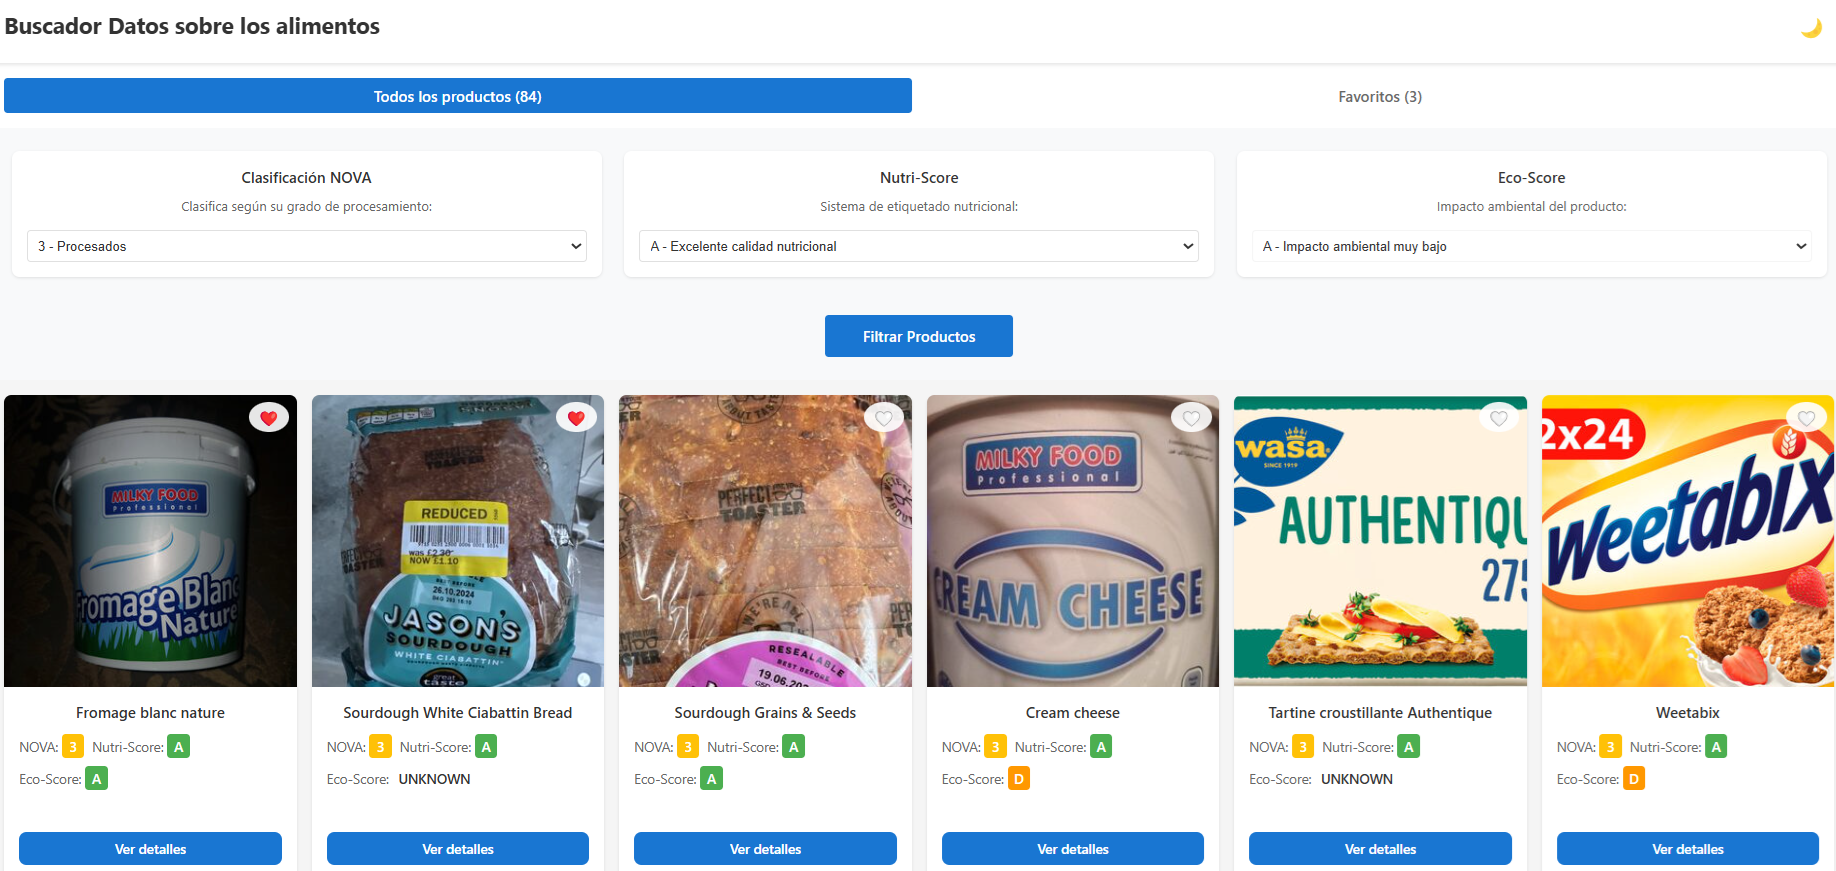 Buscador Datos sobre los alimentos
Todos los productos (84)
Favoritos (3)
Clasificación NOVA
Clasifica según su grado de procesamiento:
3 - Procesados
Nutri-Score
Sistema de etiquetado nutricional:
A - Excelente calidad nutricional
Eco-Score
Impacto ambiental del producto:
A - Impacto ambiental muy bajo
Filtrar Productos
MILKY FOOD
Professional
Fromage Blanc
Nature
REDUCED
was £2.30
NOW £1.10
BEST BEFORE
26.10.2024
JASON'S
SOURDOUGH
WHITE CIABATTIN
great
taste
PERFECT
TOASTER
WE'RE A
RESEALABLE
BEST BEFORE
19.06.20
MILKY FOOD
Professional
CREAM CHEESE
wasa
SINCE 1919
AUTHENTIQU
275
2x24
Weetabix
Fromage blanc nature
NOVA: 3 Nutri-Score: A
Eco-Score: A
Ver detalles
Sourdough White Ciabattin Bread
NOVA: 3 Nutri-Score: A
Eco-Score: UNKNOWN
Ver detalles
Sourdough Grains & Seeds
NOVA: 3 Nutri-Score: A
Eco-Score: A
Ver detalles
Cream cheese
NOVA: 3 Nutri-Score: A
Eco-Score: D
Ver detalles
Tartine croustillante Authentique
NOVA: 3 Nutri-Score: A
Eco-Score: UNKNOWN
Ver detalles
Weetabix
NOVA: 3 Nutri-Score: A
Eco-Score: D
Ver detalles